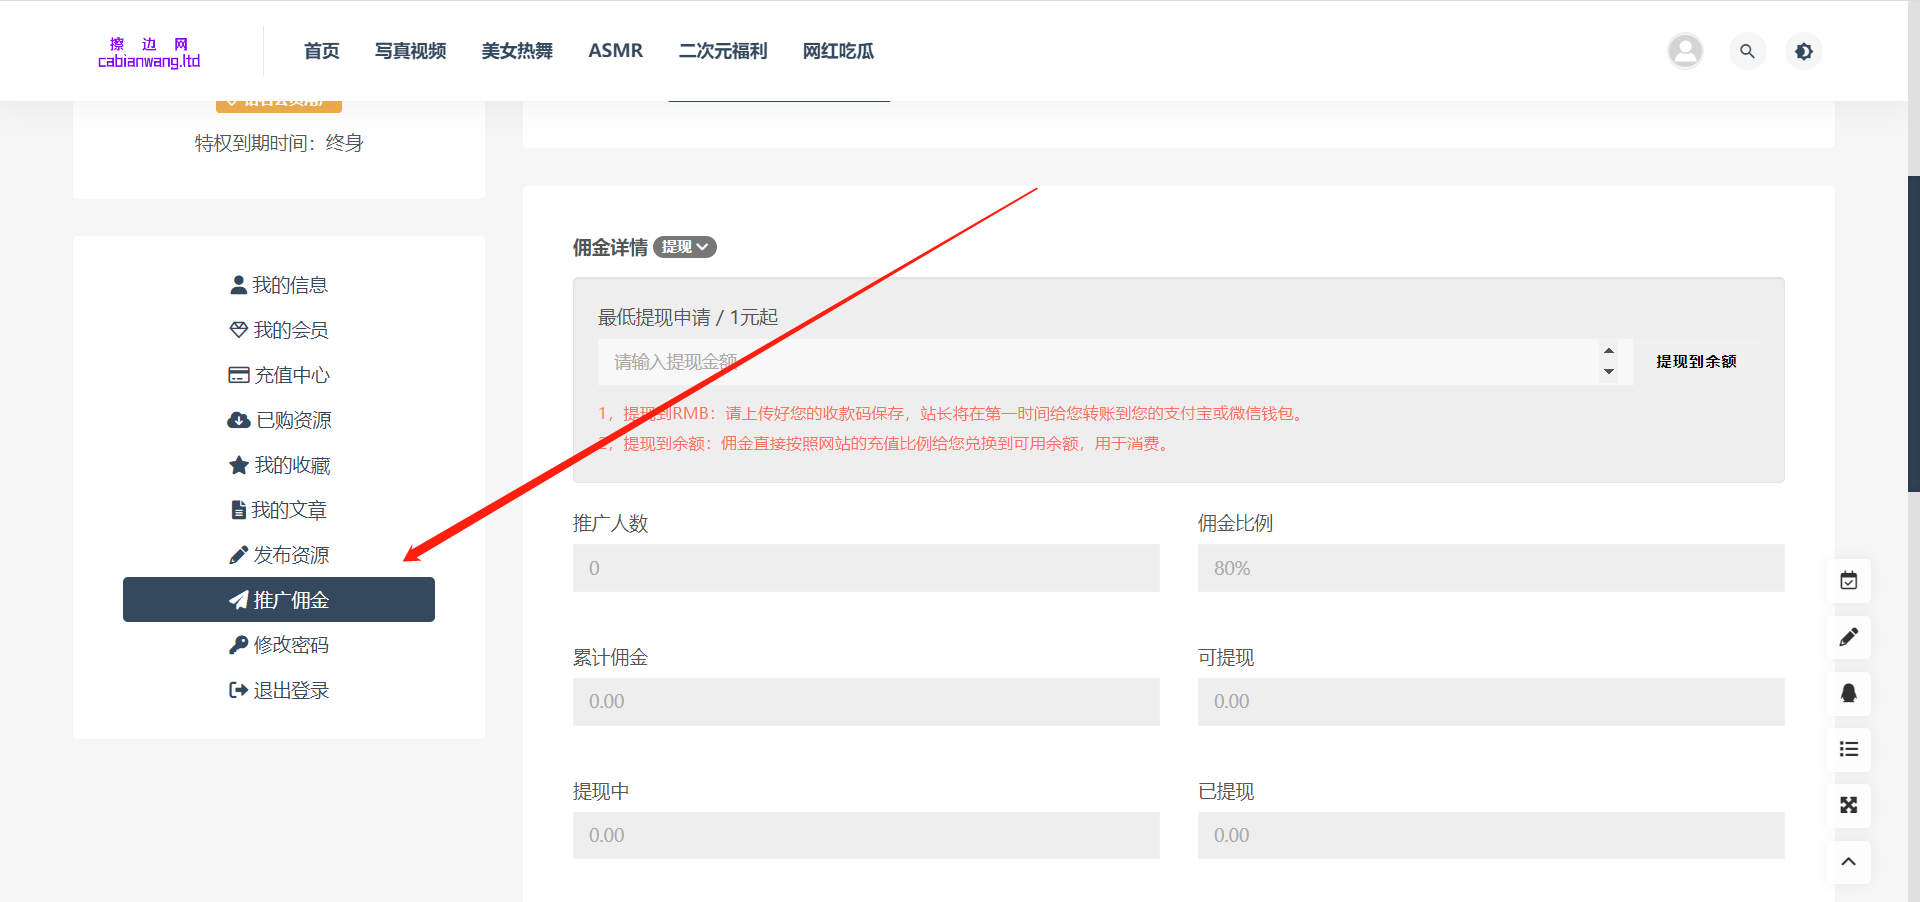 擦 边 网
cabianwang.ltd
首页 写真视频 美女热舞 ASMR 二次元福利 网红吃瓜
特权到期时间：终身
我的信息
我的会员
充值中心
已购资源
我的收藏
我的文章
发布资源
推广佣金
修改密码
退出登录
佣金详情 提现
最低提现申请 / 1元起
请输入提现金额
提现到余额
1，提现到RMB：请上传好您的收款码保存，站长将在第一时间给您转账到您的支付宝或微信钱包。
2，提现到余额：佣金直接按照网站的充值比例给您兑换到可用余额，用于消费。
推广人数
0
佣金比例
80%
累计佣金
0.00
可提现
0.00
提现中
0.00
已提现
0.00